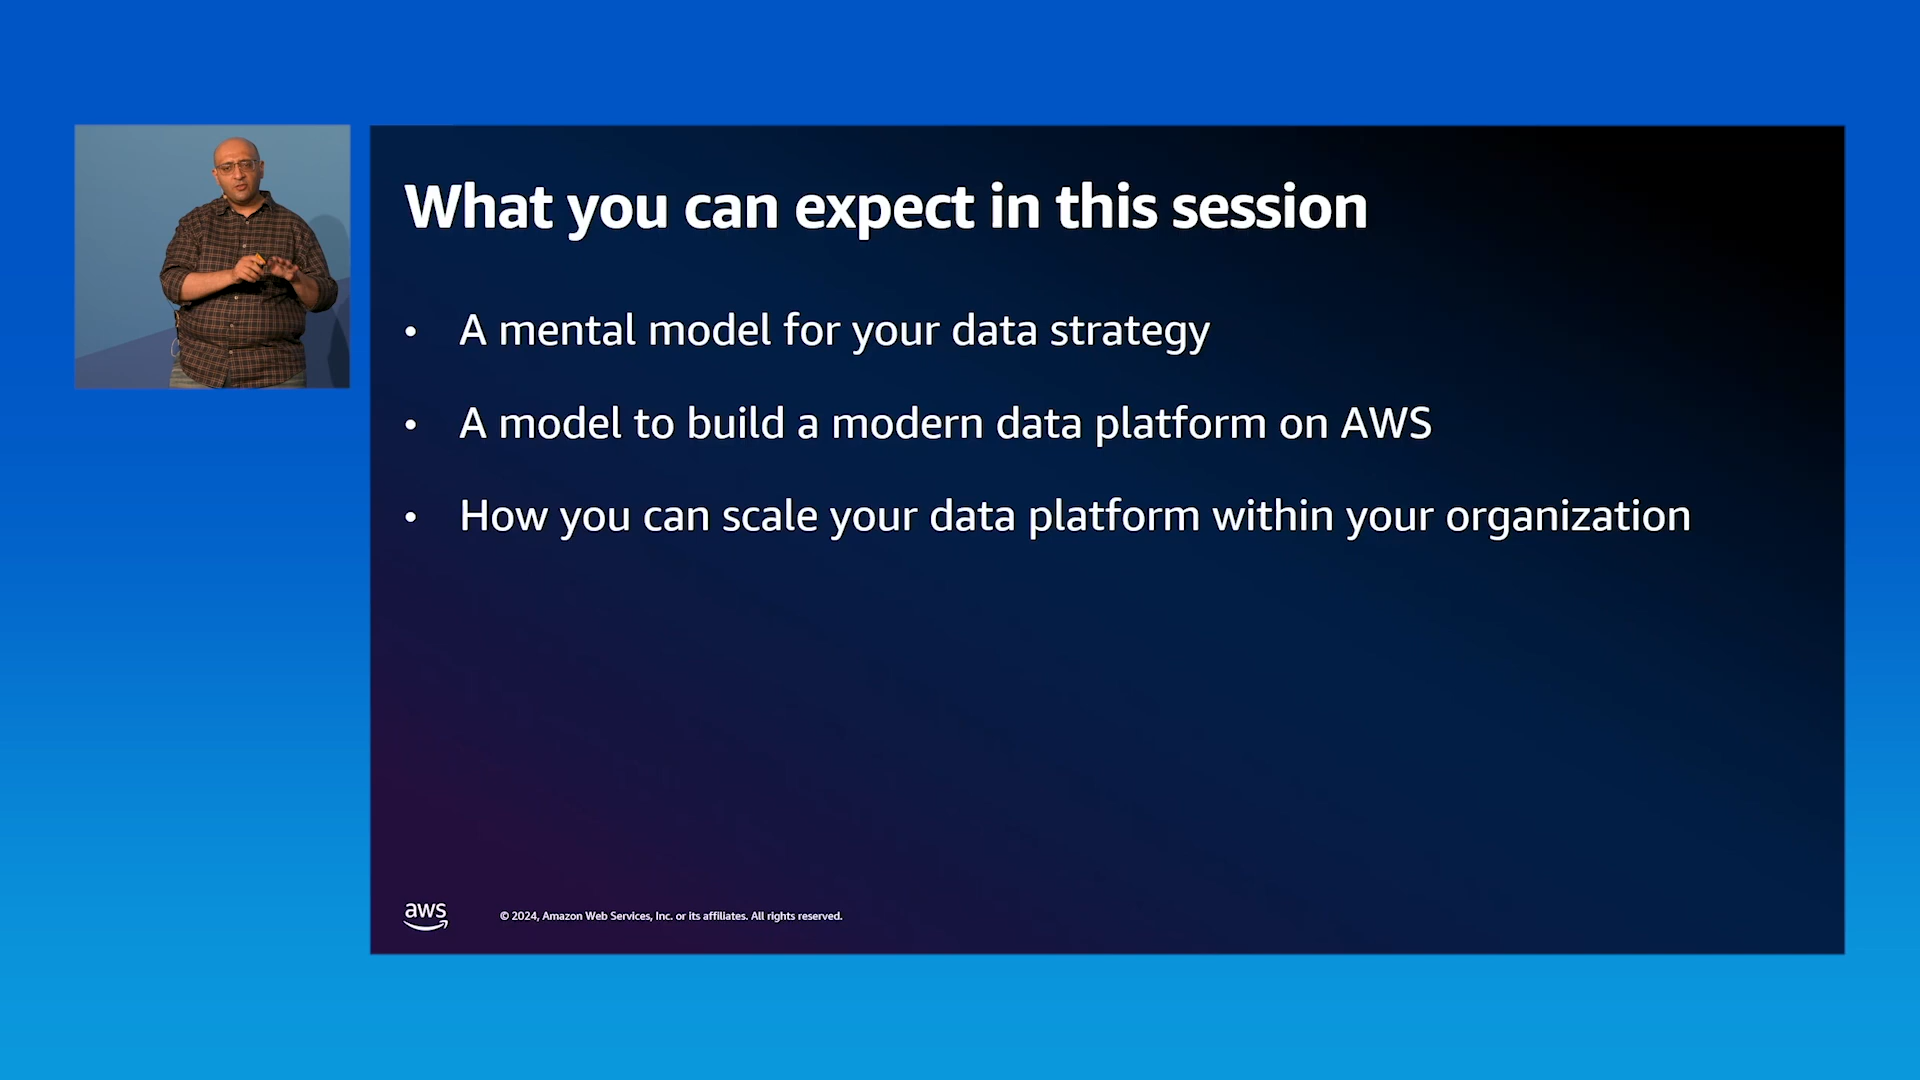 What you can expect in this session
• A mental model for your data strategy
• A model to build a modern data platform on AWS
• How you can scale your data platform within your organization
aws
© 2024, Amazon Web Services, Inc. or its affiliates. All rights reserved.